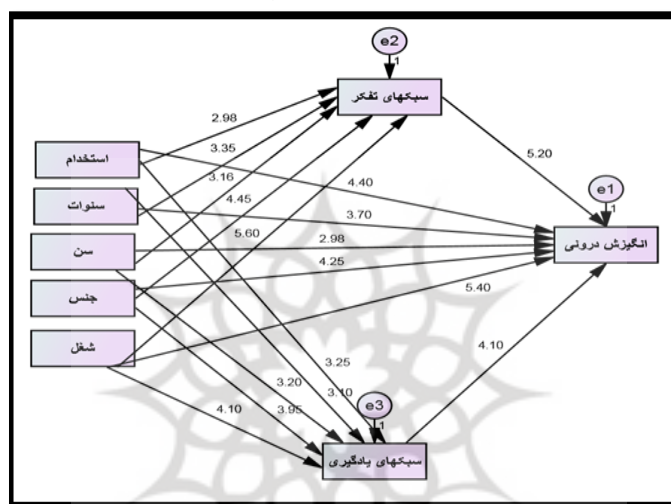 e2
1
سبکهای تفکر
2.98
5.20
3.35
استخدام
3.16
4.40
e1
4.45
1
سنوات
3.70
5.60
انگیزش درونی
سن
2.98
4.25
جنس
5.40
شغل
3.25
4.10
3.20
3.10
4.10
3.95
e3
1
سبکهای یادگیری